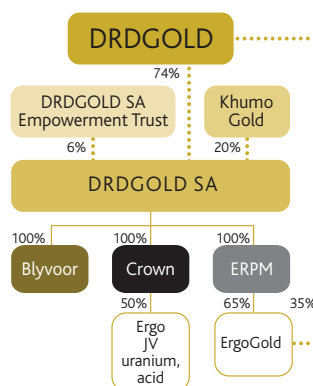 DRDGOLD
74%
DRDGOLD SA
Empowerment Trust
Khumo
Gold
6%
20%
DRDGOLD SA
100%
100%
100%
Blyvoor
Crown
ERPM
50%
65%
35%
Ergo
JV
uranium,
acid
ErgoGold